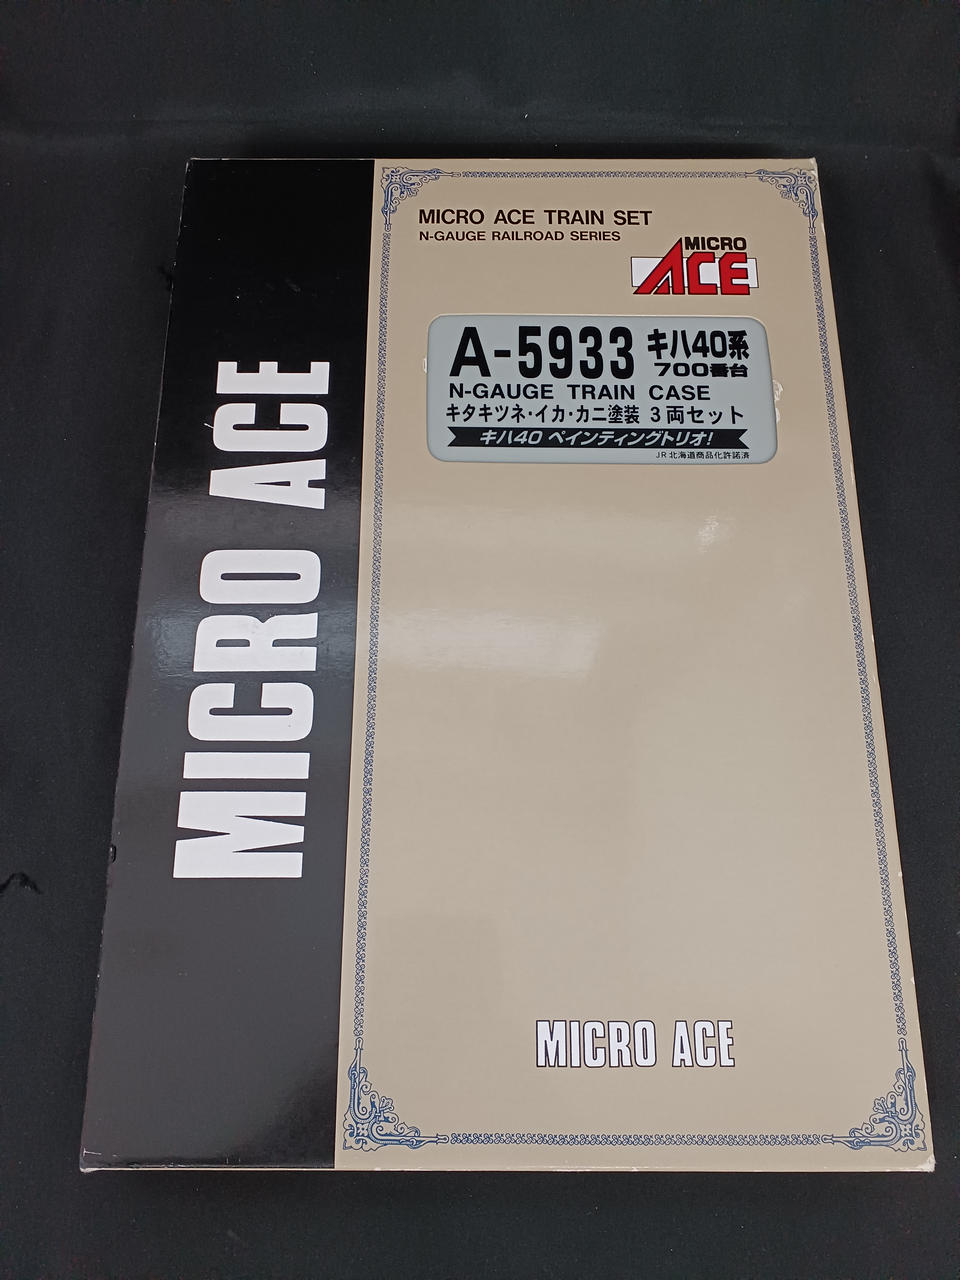 MICRO ACE TRAIN SET
N-GAUGE RAILROAD SERIES
MICRO
ACE
A-5933 キハ40系
700番台
N-GAUGE TRAIN CASE
キタキツネ・イカ・カニ塗装 3両セット
キハ40 ペインティングトリオ!
JR北海道商品化許諾済
MICRO ACE
MICRO ACE